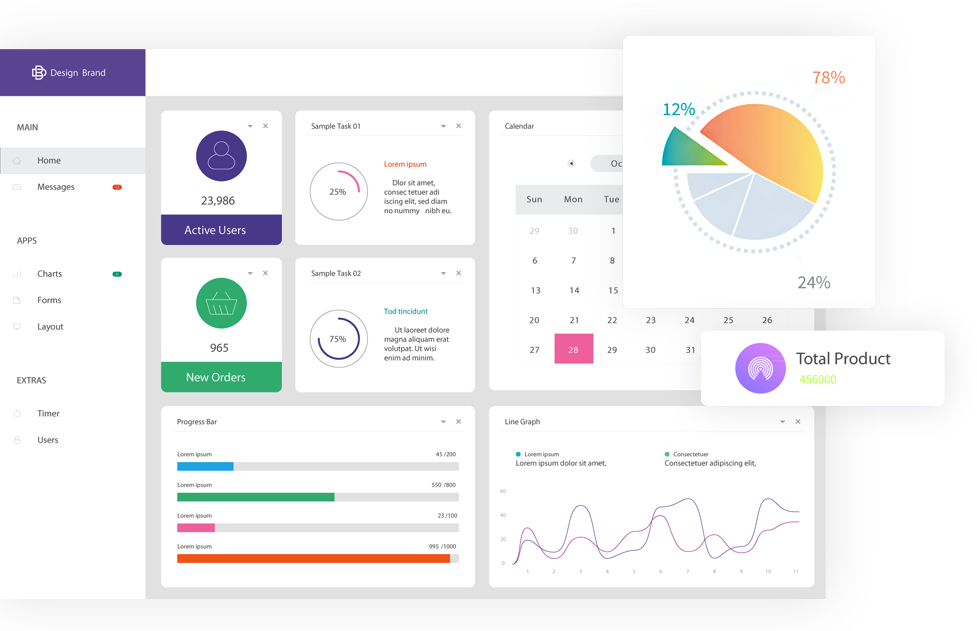 Design Brand
MAIN
Home
Messages
APPS
Charts
Forms
Layout
EXTRAS
Timer
Users
23,986
Active Users
965
New Orders
Sample Task 01
25%
Lorem ipsum
Dlor sit amet,
consec tetuer adi
iscing elit, sed diam
no nummy nibh eu.
Sample Task 02
75%
Tod tincidunt
Ut laoreet dolore
magna aliquam erat
volutpat. Ut wisi
enim ad minim.
Calendar
Oc
Sun Mon Tue
29 30 1
6 7 8
13 14 15
20 21 22 23 24 25 26
27 28 29 30 31
78%
12%
24%
Total Product
456000
Progress Bar
Lorem ipsum 45 /200
Lorem ipsum 550 /800
Lorem ipsum 23 /100
Lorem ipsum 995 /1000
Line Graph
Lorem ipsum
Lorem ipsum dolor sit amet,
Consectetuer
Consectetuer adipiscing elit,
60
40
20
0
1 2 3 4 5 6 7 8 9 10 11